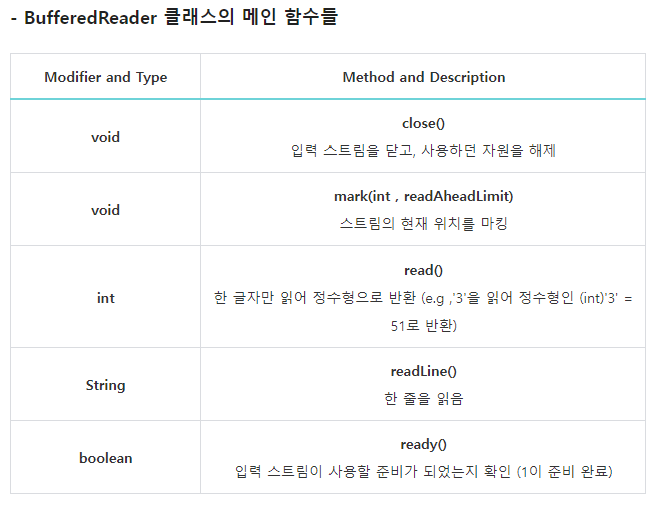 - BufferedReader 클래스의 메인 함수들
Modifier and Type
Method and Description
void
close()
입력 스트림을 닫고, 사용하던 자원을 해제
void
mark(int , readAheadLimit)
스트림의 현재 위치를 마킹
int
read()
한 글자만 읽어 정수형으로 반환 (e.g ,'3'을 읽어 정수형인 (int)'3' =
51로 반환)
String
readLine()
한 줄을 읽음
boolean
ready()
입력 스트림이 사용할 준비가 되었는지 확인 (1이 준비 완료)